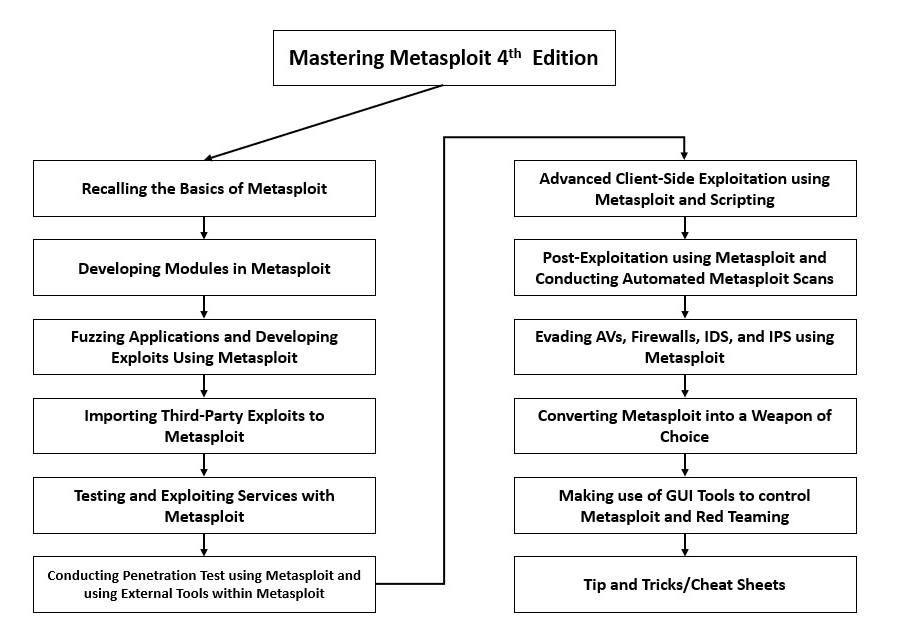 Mastering Metasploit 4th Edition
Recalling the Basics of Metasploit
Developing Modules in Metasploit
Fuzzing Applications and Developing
Exploits Using Metasploit
Importing Third-Party Exploits to
Metasploit
Testing and Exploiting Services with
Metasploit
Conducting Penetration Test using Metasploit and
using External Tools within Metasploit
Advanced Client-Side Exploitation using
Metasploit and Scripting
Post-Exploitation using Metasploit and
Conducting Automated Metasploit Scans
Evading AVs, Firewalls, IDS, and IPS using
Metasploit
Converting Metasploit into a Weapon of
Choice
Making use of GUI Tools to control
Metasploit and Red Teaming
Tip and Tricks/Cheat Sheets